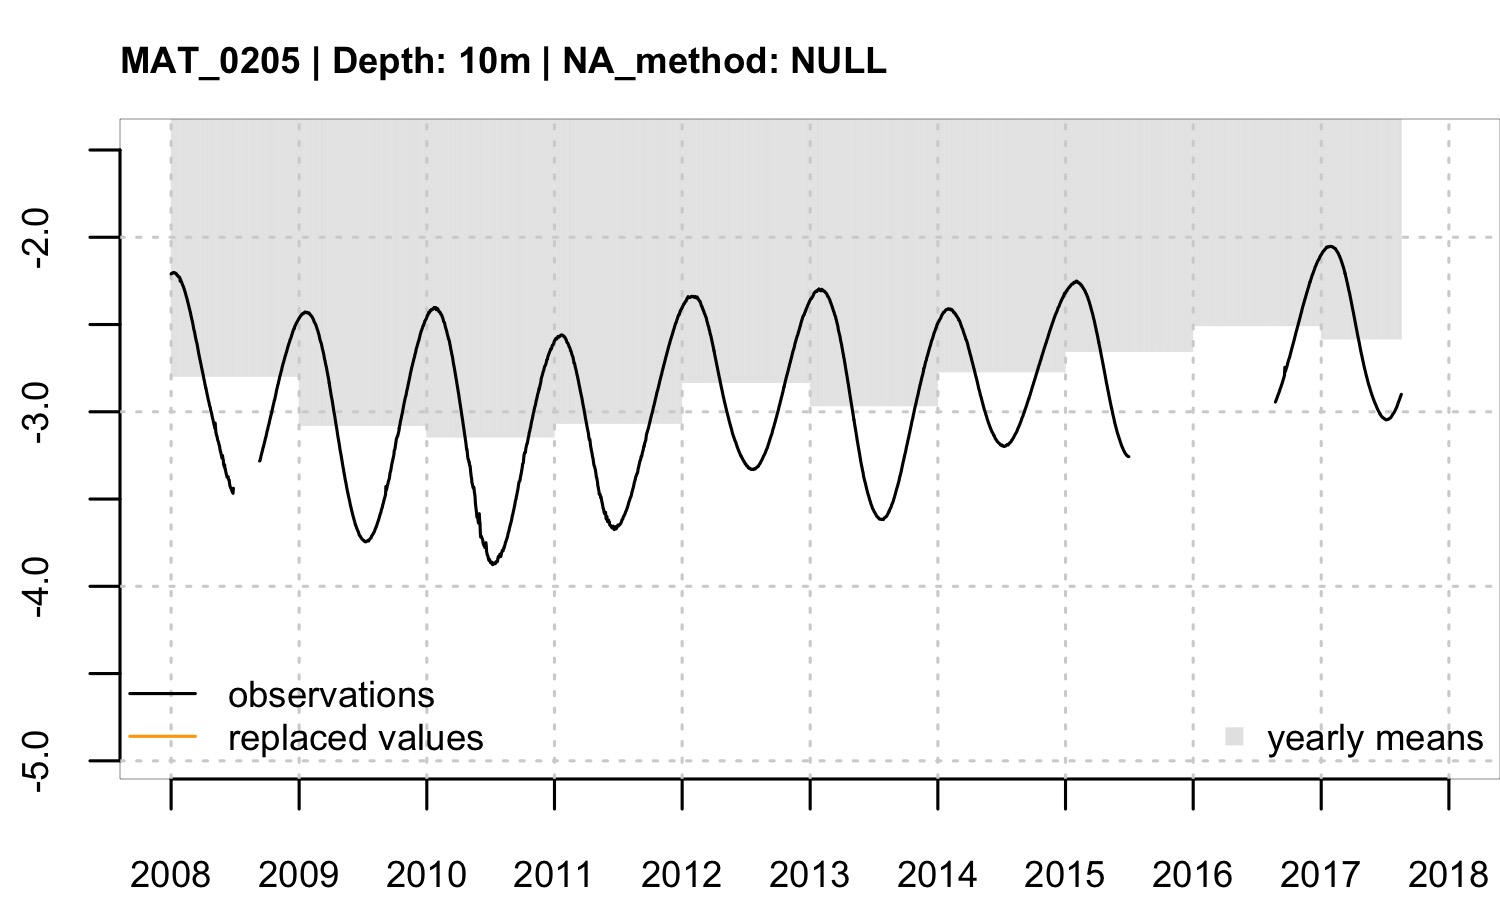 MAT_0205 | Depth: 10m | NA_method: NULL
-2.0
-3.0
-4.0
-5.0
observations
replaced values
yearly means
2008 2009 2010 2011 2012 2013 2014 2015 2016 2017 2018